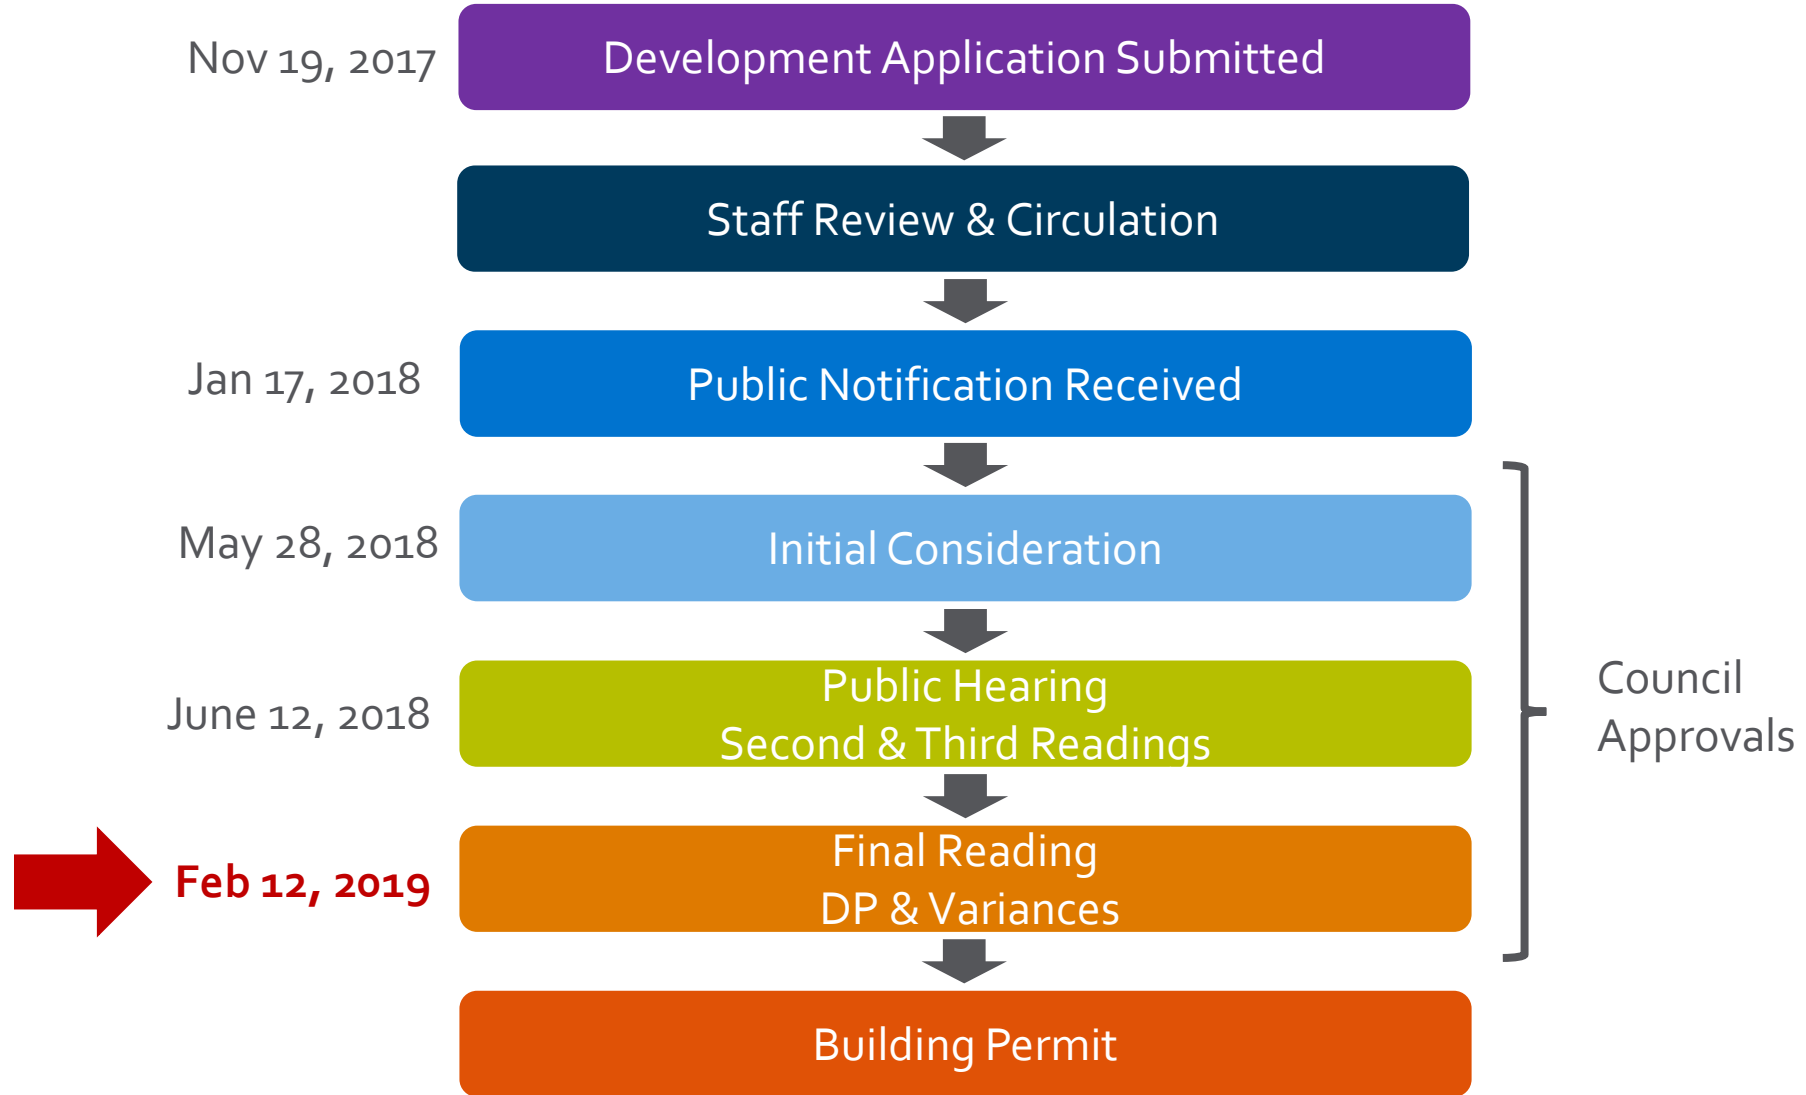 Nov 19, 2017
Development Application Submitted
Staff Review & Circulation
Jan 17, 2018
Public Notification Received
May 28, 2018
Initial Consideration
June 12, 2018
Public Hearing
Second & Third Readings
Council
Approvals
Feb 12, 2019
Final Reading
DP & Variances
Building Permit